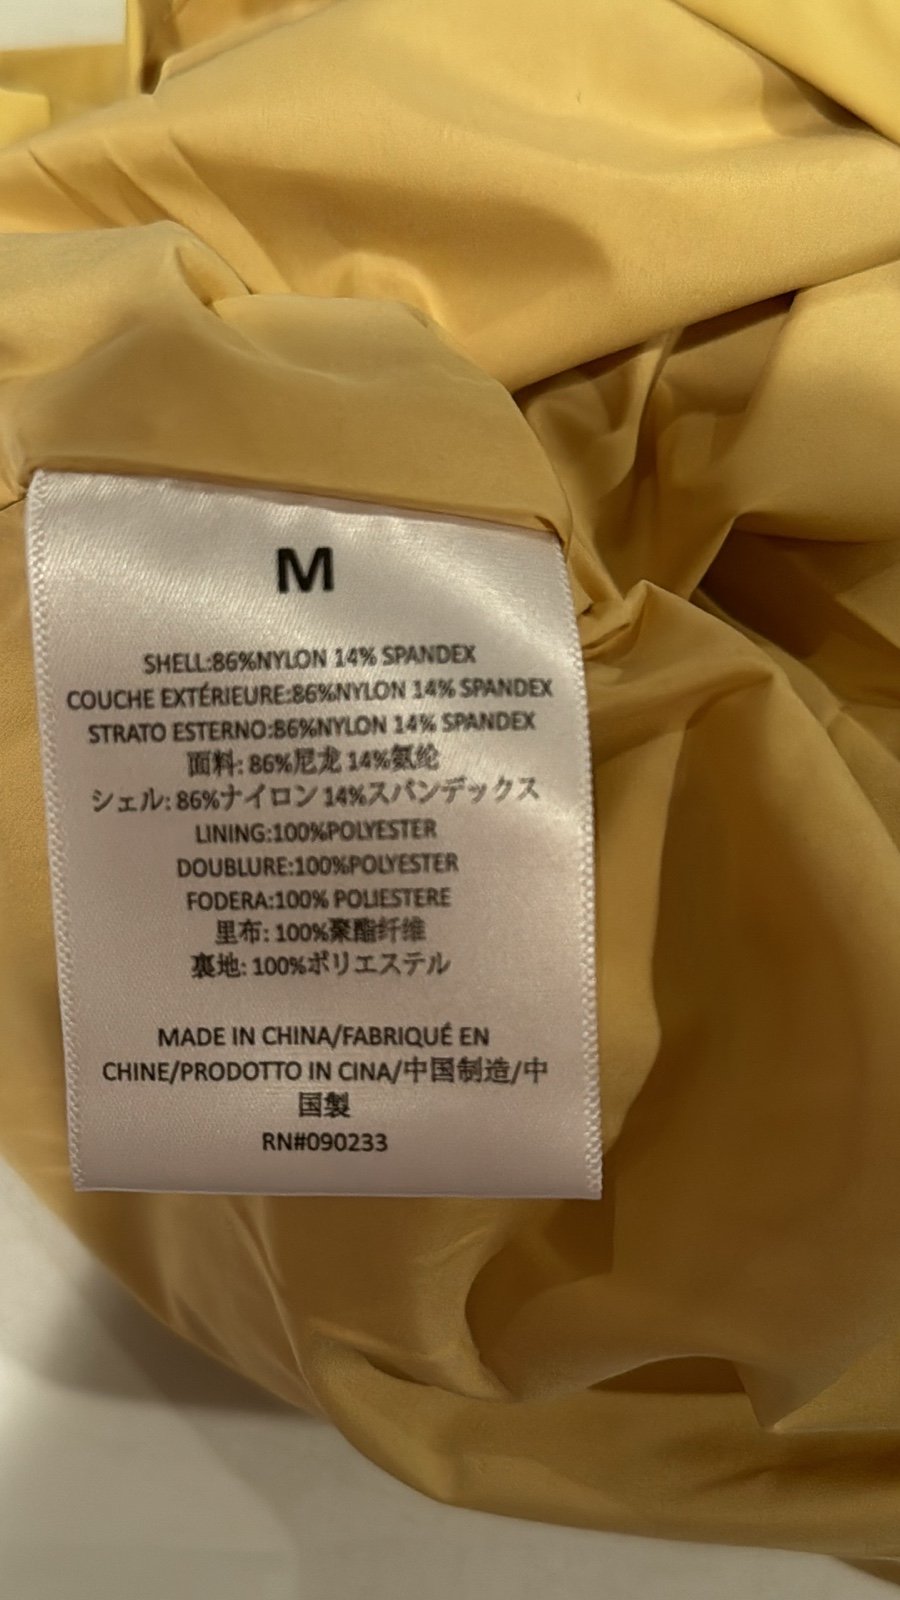 M
SHELL:86%NYLON 14% SPANDEX
COUCHE EXTÉRIEURE:86%NYLON 14% SPANDEX
STRATO ESTERNO:86%NYLON 14% SPANDEX
面料: 86%尼龙 14%氨纶
シェル: 86%ナイロン 14%スパンデックス
LINING:100%POLYESTER
DOUBLURE:100%POLYESTER
FODERA:100% POLIESTERE
里布: 100%聚酯纤维
裏地: 100%ポリエステル
MADE IN CHINA/FABRIQUÉ EN
CHINE/PRODOTTO IN CINA/中国制造/中
国製
RN#090233